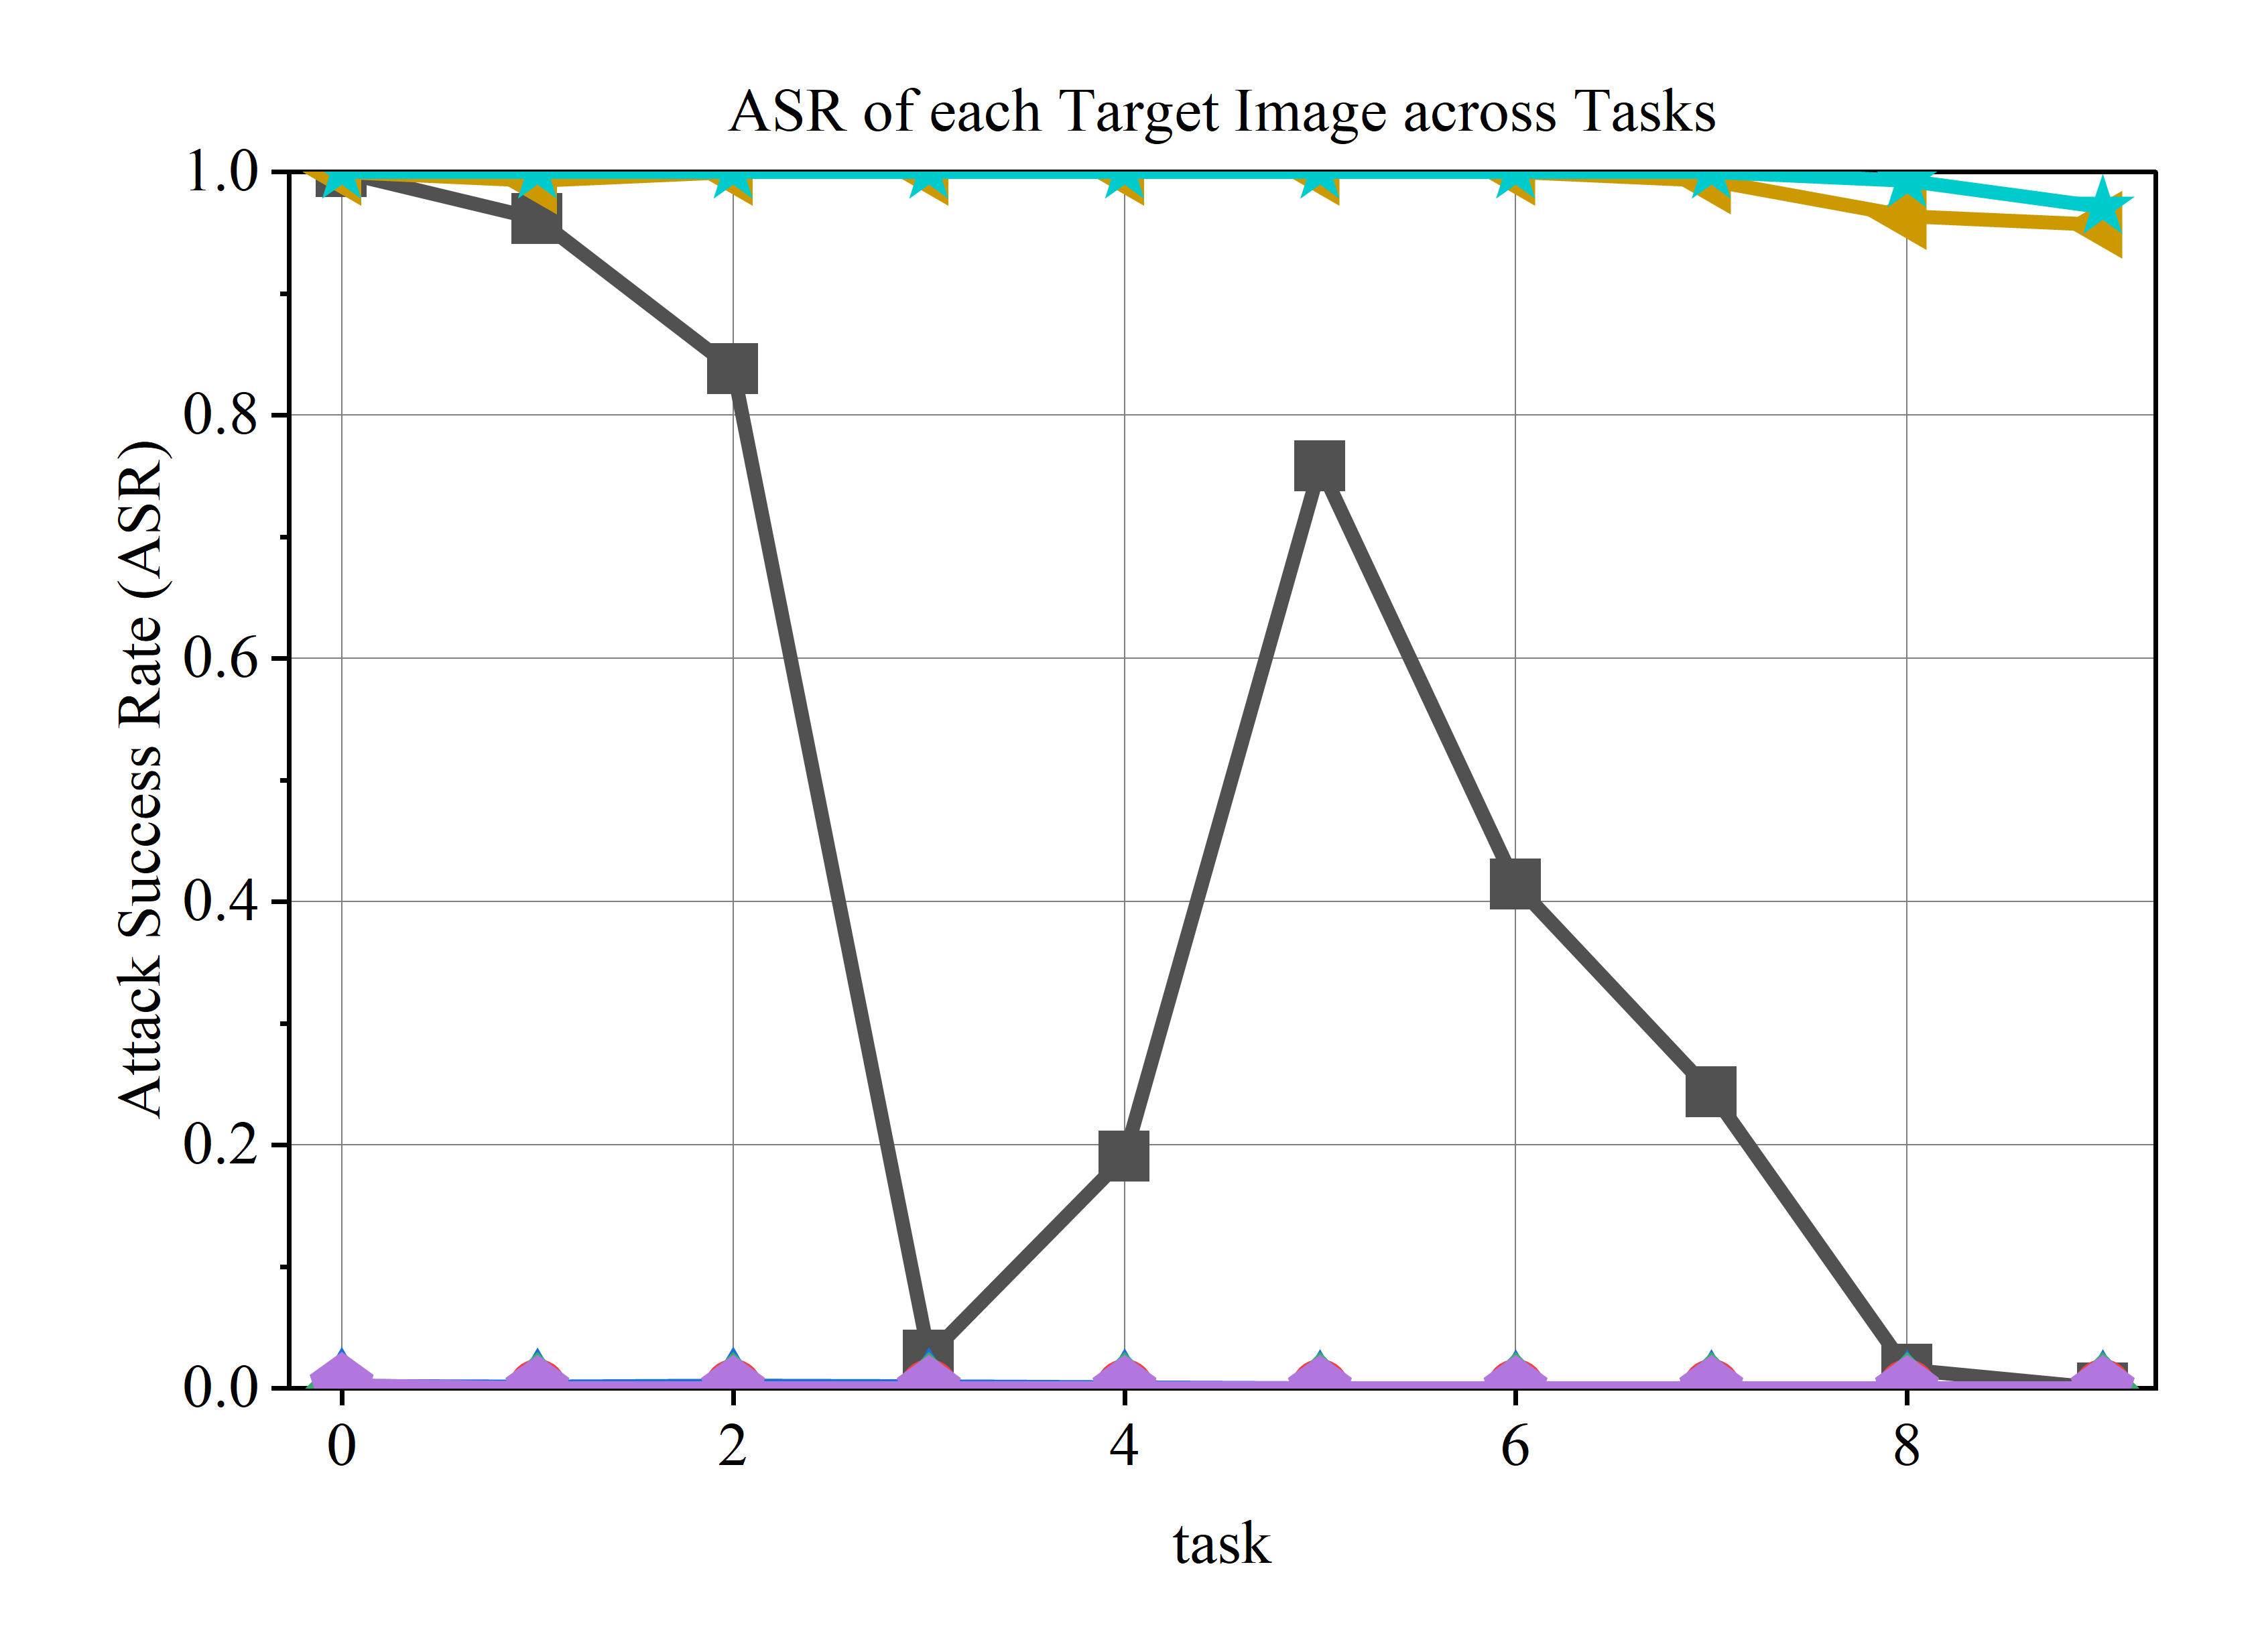 ASR of each Target Image across Tasks
1.0
0.8
0.6
0.4
0.2
0.0
Attack Success Rate (ASR)
0 2 4 6 8
task